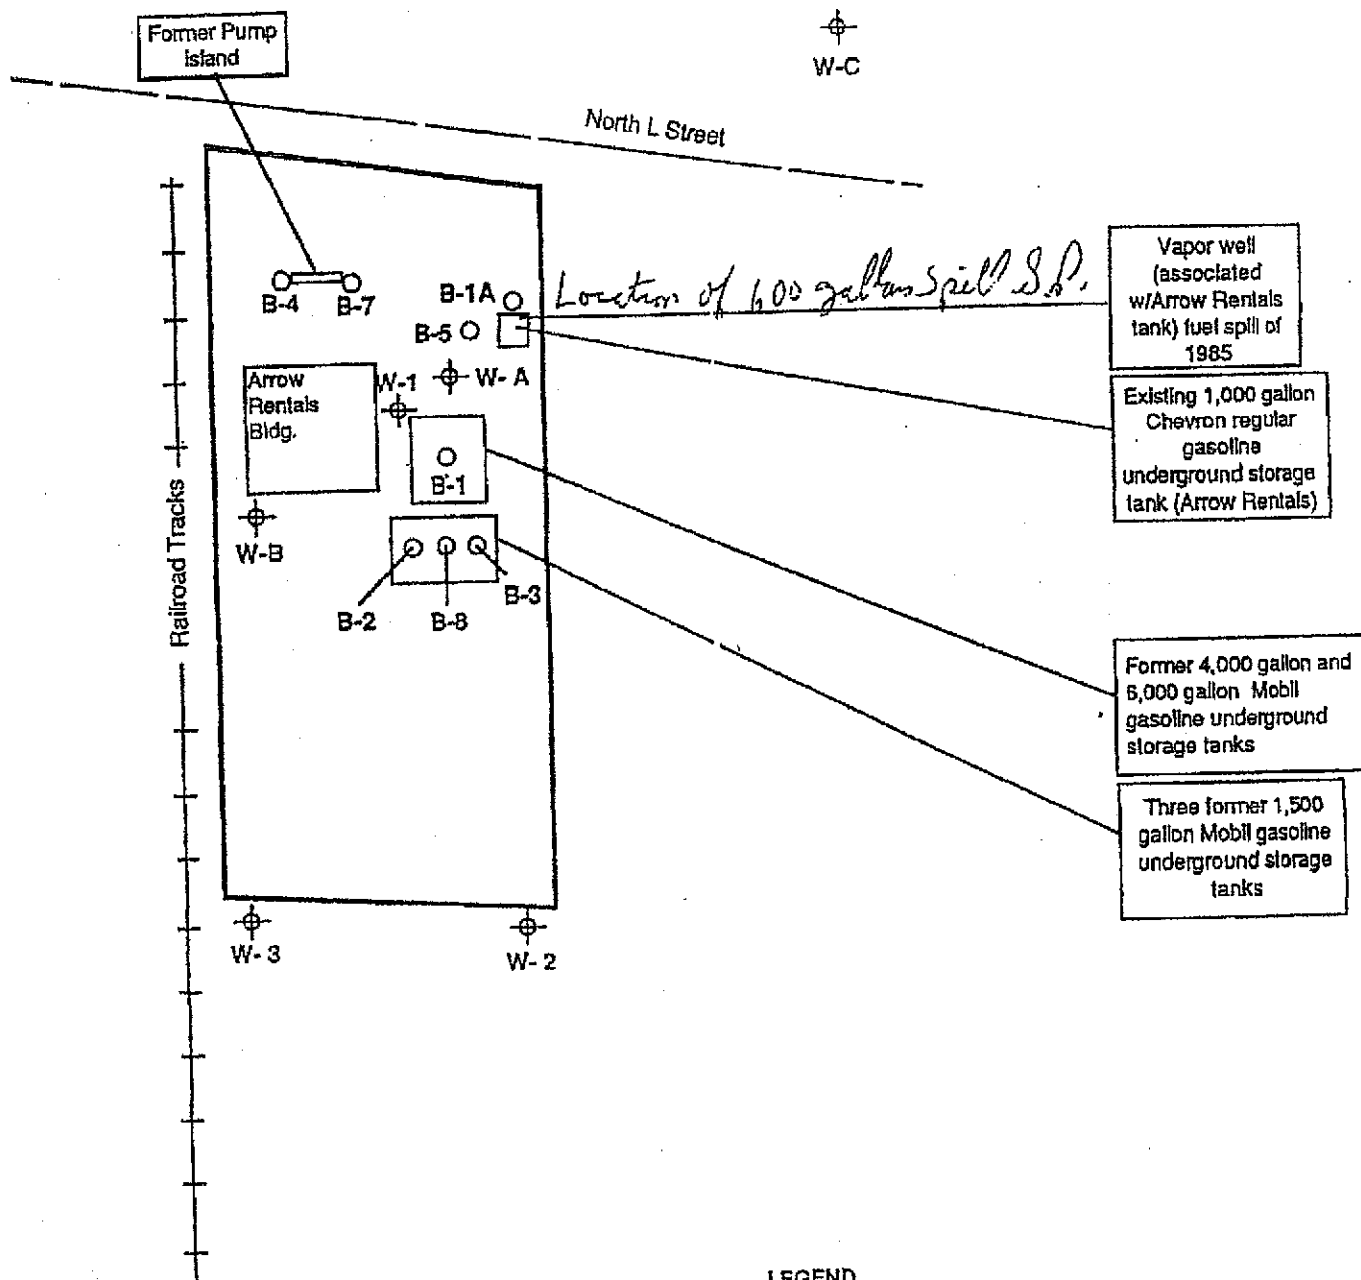 Former Pump
Island
W-C
North L Street
B-4
B-7
B-1A
B-5
Location of 600 gallon Spill S.D.
Vapor well
(associated
w/Arrow Rentals
tank) fuel spill of
1985
W-A
W-1
Arrow
Rentals
Bldg.
Existing 1,000 gallon
Chevron regular
gasoline
underground storage
tank (Arrow Rentals)
B-1
Railroad Tracks
W-B
B-2
B-8
B-3
Former 4,000 gallon and
6,000 gallon Mobil
gasoline underground
storage tanks
Three former 1,500
gallon Mobil gasoline
underground storage
tanks
W-3
W-2
LEGEND